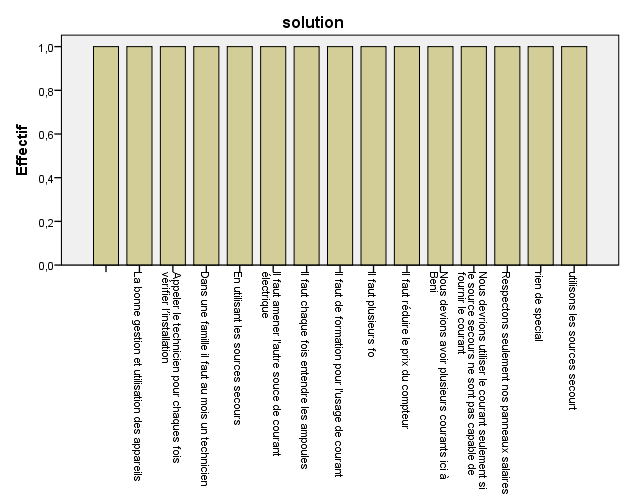 solution
Effectif
1,0
0,8
0,6
0,4
0,2
0,0
La bonne gestion et utilisation des appareils
Appeler le technicien pour chaques fois
vérifier l'installation
Dans une famille il faut au mois un technicien
En utilisant les sources secours
Il faut amener l'autre souce de courant
électrique
Il faut chaque fois entendre les ampoules
Il faut de formation pour l'usage de courant
Il faut plusieurs fo
Il faut réduire le prix du compteur
Nous devions avoir plusieurs courants ici à
Beni
Nous devrions utiliser le courant seulement si
le source secours ne sont pas capable de
fournir le courant
Respectons seulement nos panneaux salaires
rien de special
utilisons les sources secourt